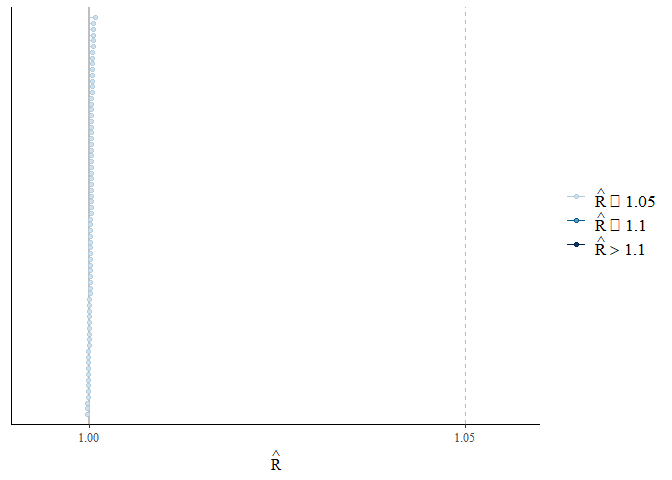 R̂ □ 1.05
R̂ □ 1.1
R̂ > 1.1
1.00 1.05
R̂